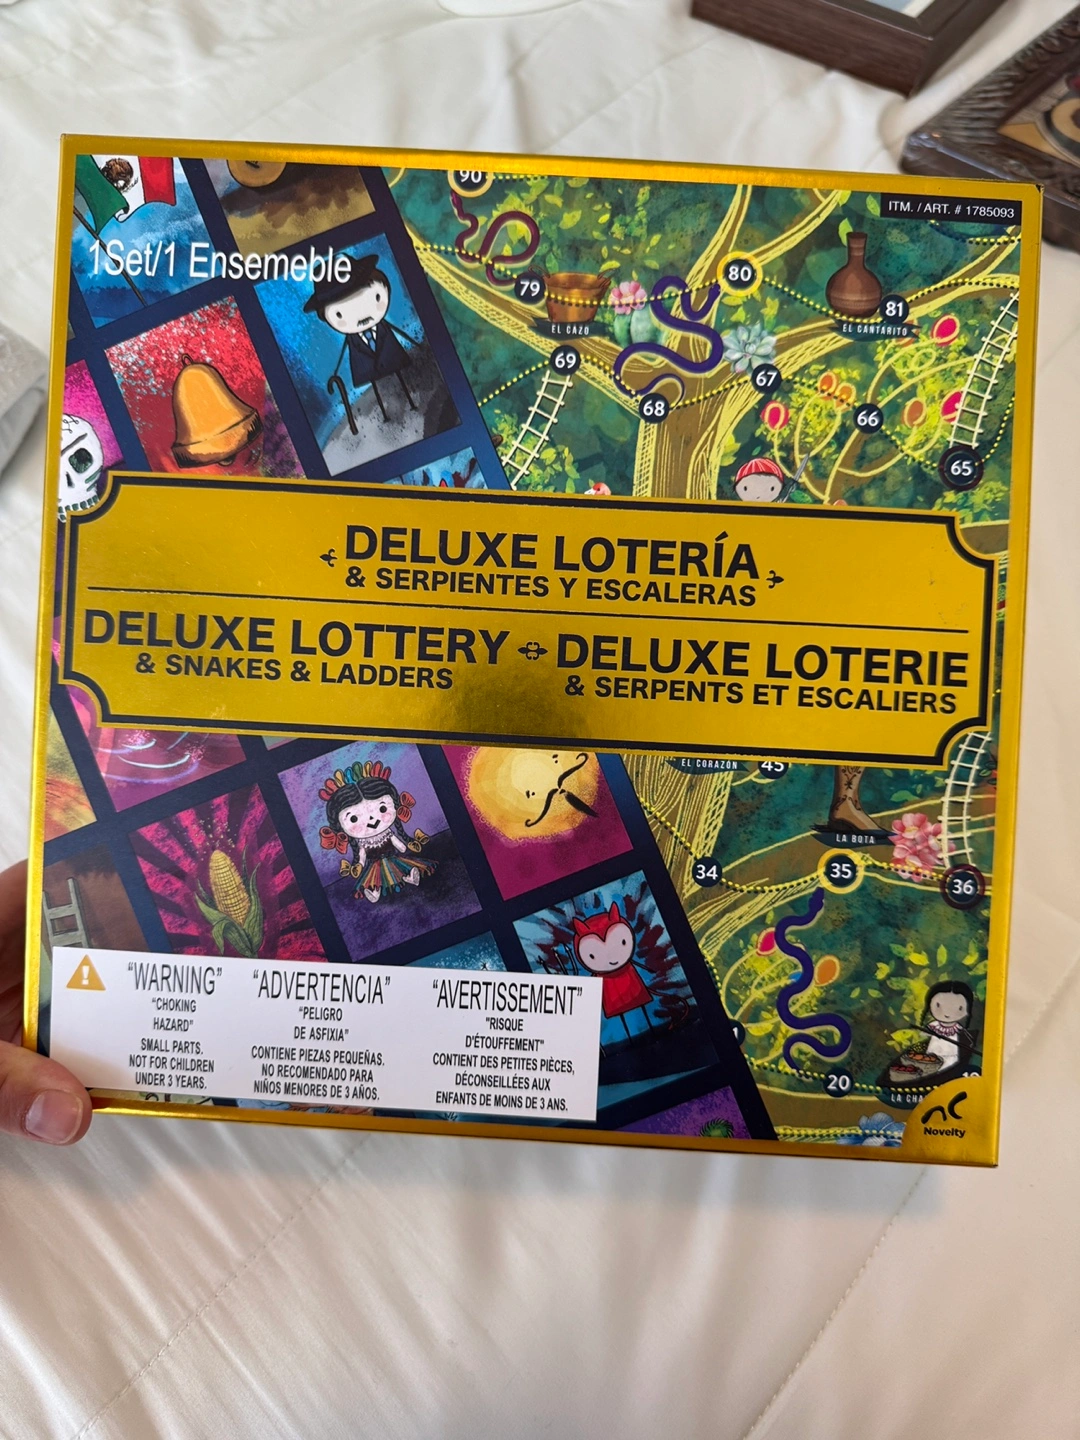 90
ITM. / ART. # 1785093
1Set/1 Ensemeble
79
80
81
EL CAZO
EL CANTARITO
69
67
68
66
65
DELUXE LOTERÍA
& SERPIENTES Y ESCALERAS
DELUXE LOTTERY
& SNAKES & LADDERS
DELUXE LOTERIE
& SERPENTS ET ESCALIERS
EL CORAZÓN
45
LA BOTA
34
35
36
"WARNING"
"CHOKING
HAZARD"
SMALL PARTS.
NOT FOR CHILDREN
UNDER 3 YEARS.
"ADVERTENCIA"
"PELIGRO
DE ASFIXIA"
CONTIENE PIEZAS PEQUEÑAS.
NO RECOMENDADO PARA
NIÑOS MENORES DE 3 AÑOS.
"AVERTISSEMENT"
"RISQUE
D'ÉTOUFFEMENT"
CONTIENT DES PETITES PIÈCES,
DÉCONSEILLÉES AUX
ENFANTS DE MOINS DE 3 ANS.
20
LA CHA
Novelty